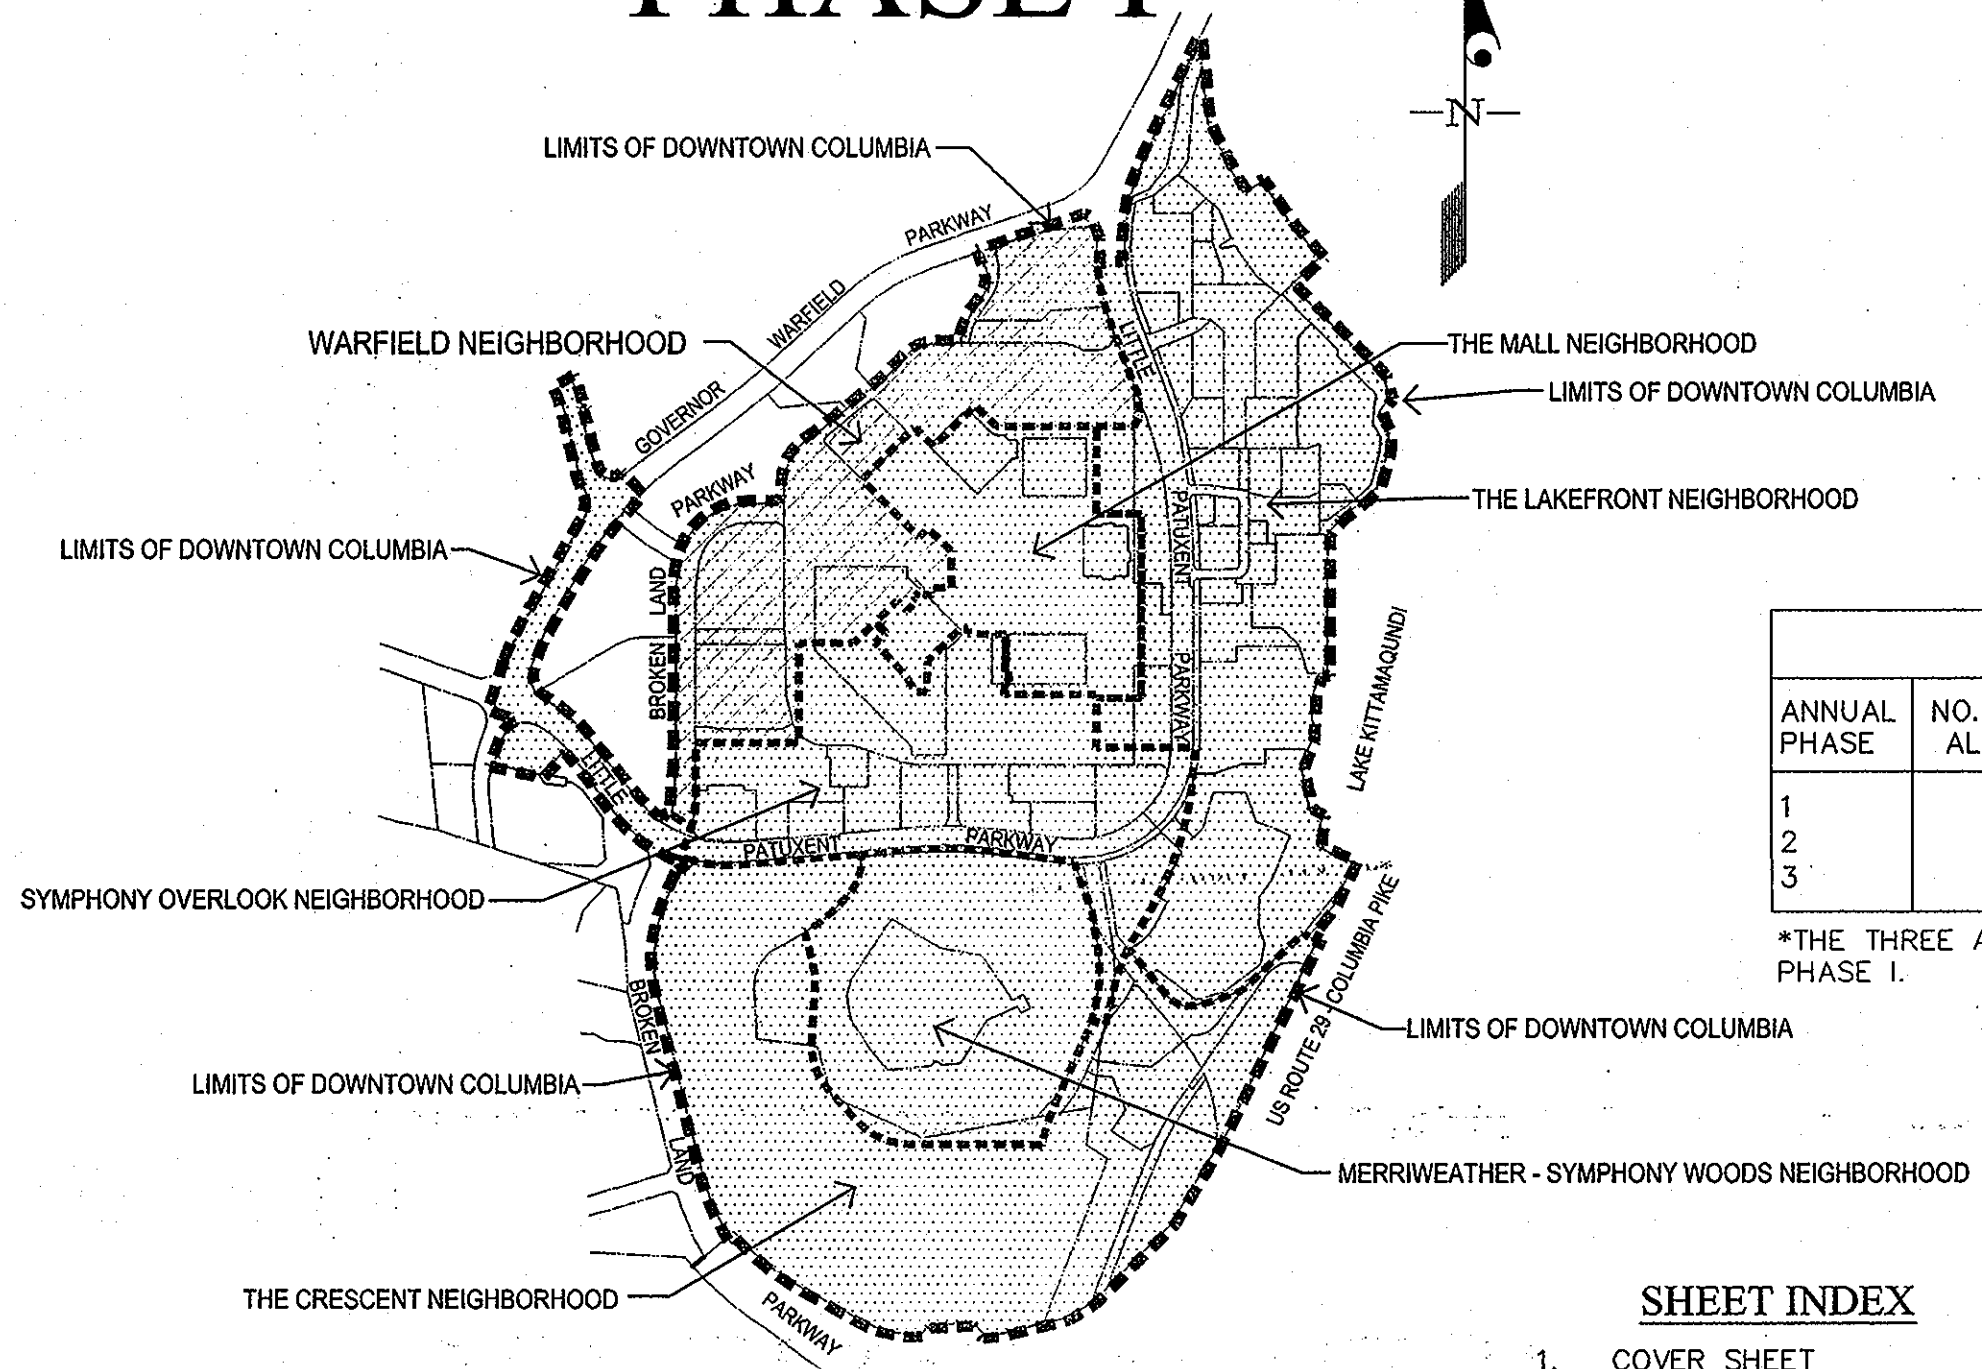 PHASE I
N
LIMITS OF DOWNTOWN COLUMBIA
GOVERNOR WARFIELD PARKWAY
WARFIELD NEIGHBORHOOD
THE MALL NEIGHBORHOOD
LIMITS OF DOWNTOWN COLUMBIA
THE LAKEFRONT NEIGHBORHOOD
LITTLE PATUXENT PARKWAY
LIMITS OF DOWNTOWN COLUMBIA
BROKEN LAND PARKWAY
LAKE KITTAMAQUNDI
ANNUAL PHASE
NO.
AL
1
2
3
*THE THREE A
PHASE I.
LITTLE PATUXENT PARKWAY
SYMPHONY OVERLOOK NEIGHBORHOOD
US ROUTE 29 - COLUMBIA PIKE
LIMITS OF DOWNTOWN COLUMBIA
LIMITS OF DOWNTOWN COLUMBIA
MERRIWEATHER - SYMPHONY WOODS NEIGHBORHOOD
BROKEN LAND PARKWAY
THE CRESCENT NEIGHBORHOOD
SHEET INDEX
1. COVER SHEET